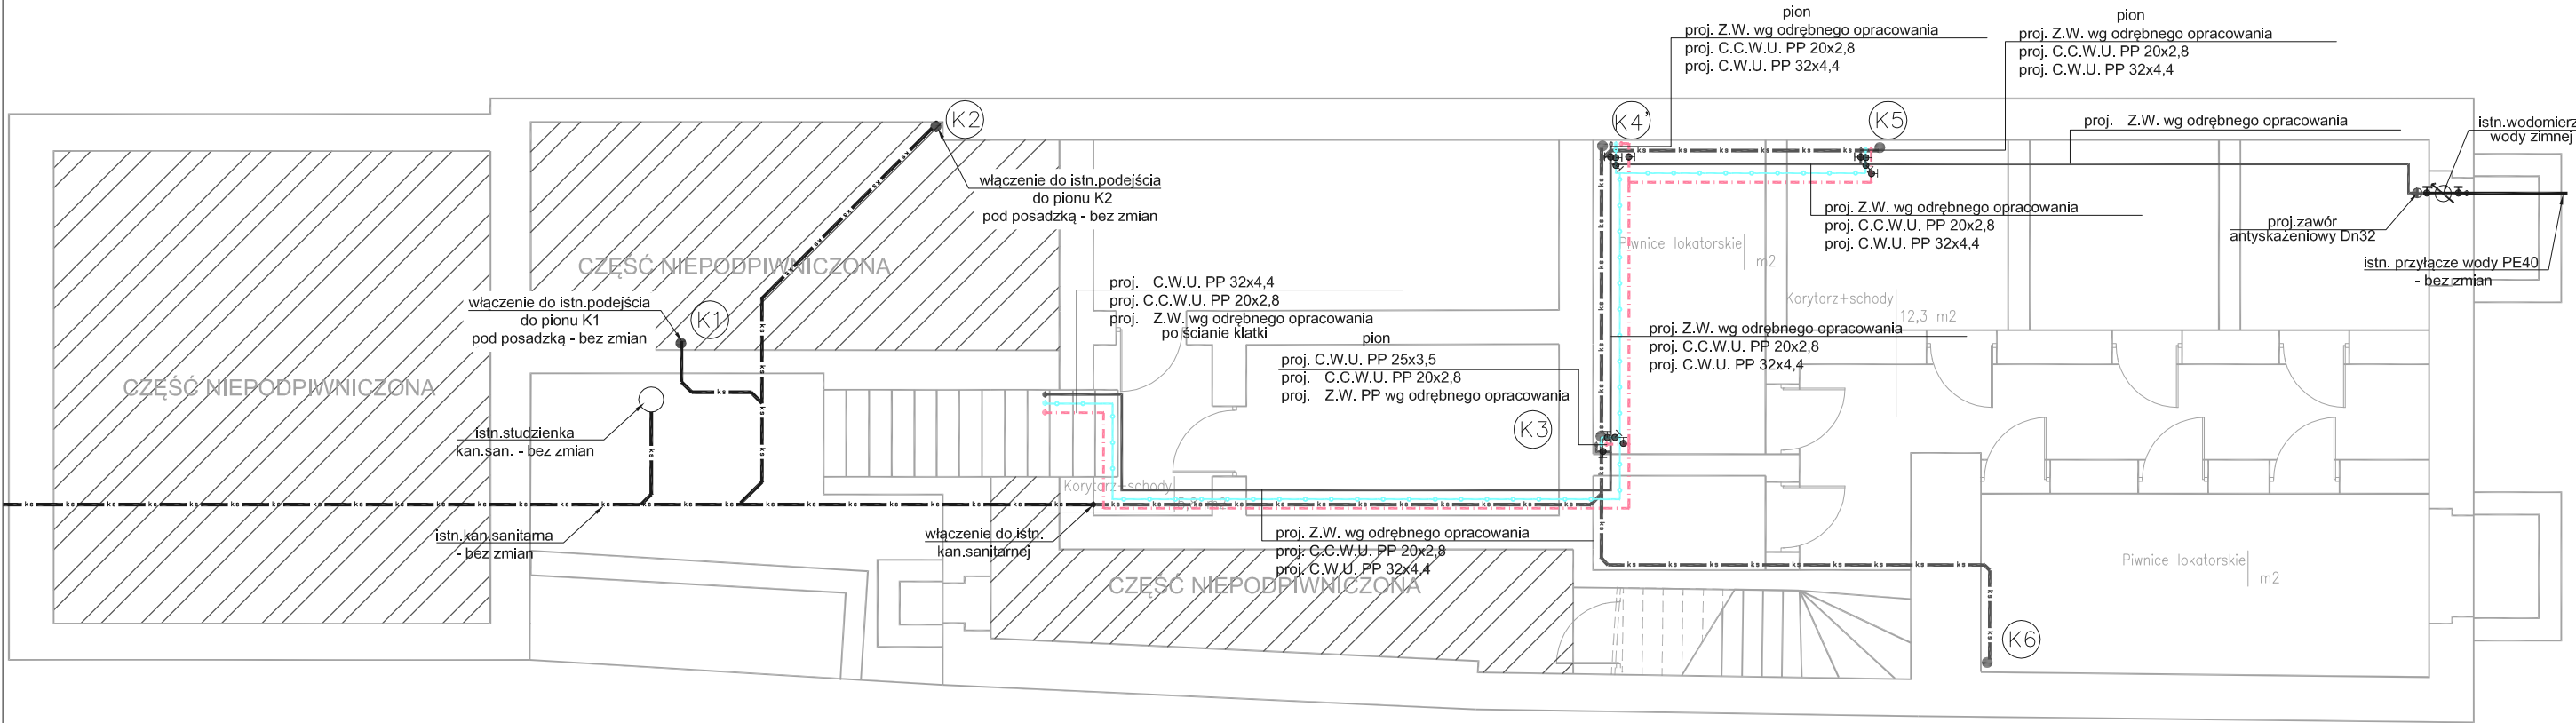 pion
proj. Z.W. wg odrębnego opracowania
proj. C.C.W.U. PP 20x2,8
proj. C.W.U. PP 32x4,4
pion
proj. Z.W. wg odrębnego opracowania
proj. C.C.W.U. PP 20x2,8
proj. C.W.U. PP 32x4,4
K2
K4'
K5
proj. Z.W. wg odrębnego opracowania
istn.wodomierz
wody zimnej
włączenie do istn.podejścia
do pionu K2
pod posadzką - bez zmian
proj. Z.W. wg odrębnego opracowania
proj. C.C.W.U. PP 20x2,8
proj. C.W.U. PP 32x4,4
proj.zawór
antyskażeniowy Dn32
istn. przyłącze wody PE40
- bez zmian
Piwnice lokatorskie
m2
CZĘŚĆ NIEPODPIWNICZONA
włączenie do istn.podejścia
do pionu K1
pod posadzką - bez zmian
K1
proj. C.W.U. PP 32x4,4
proj. C.C.W.U. PP 20x2,8
proj. Z.W. wg odrębnego opracowania
po ścianie klatki
Korytarz+schody
12,3 m2
pion
proj. C.W.U. PP 25x3,5
proj. C.C.W.U. PP 20x2,8
proj. Z.W. PP wg odrębnego opracowania
proj. Z.W. wg odrębnego opracowania
proj. C.C.W.U. PP 20x2,8
proj. C.W.U. PP 32x4,4
CZĘŚĆ NIEPODPIWNICZONA
K3
istn.studzienka
kan.san. - bez zmian
Korytarz+schody
istn.kan.sanitarna
- bez zmian
włączenie do istn.
kan.sanitarnej
proj. Z.W. wg odrębnego opracowania
proj. C.C.W.U. PP 20x2,8
proj. C.W.U. PP 32x4,4
CZĘŚĆ NIEPODPIWNICZONA
Piwnice lokatorskie
m2
K6